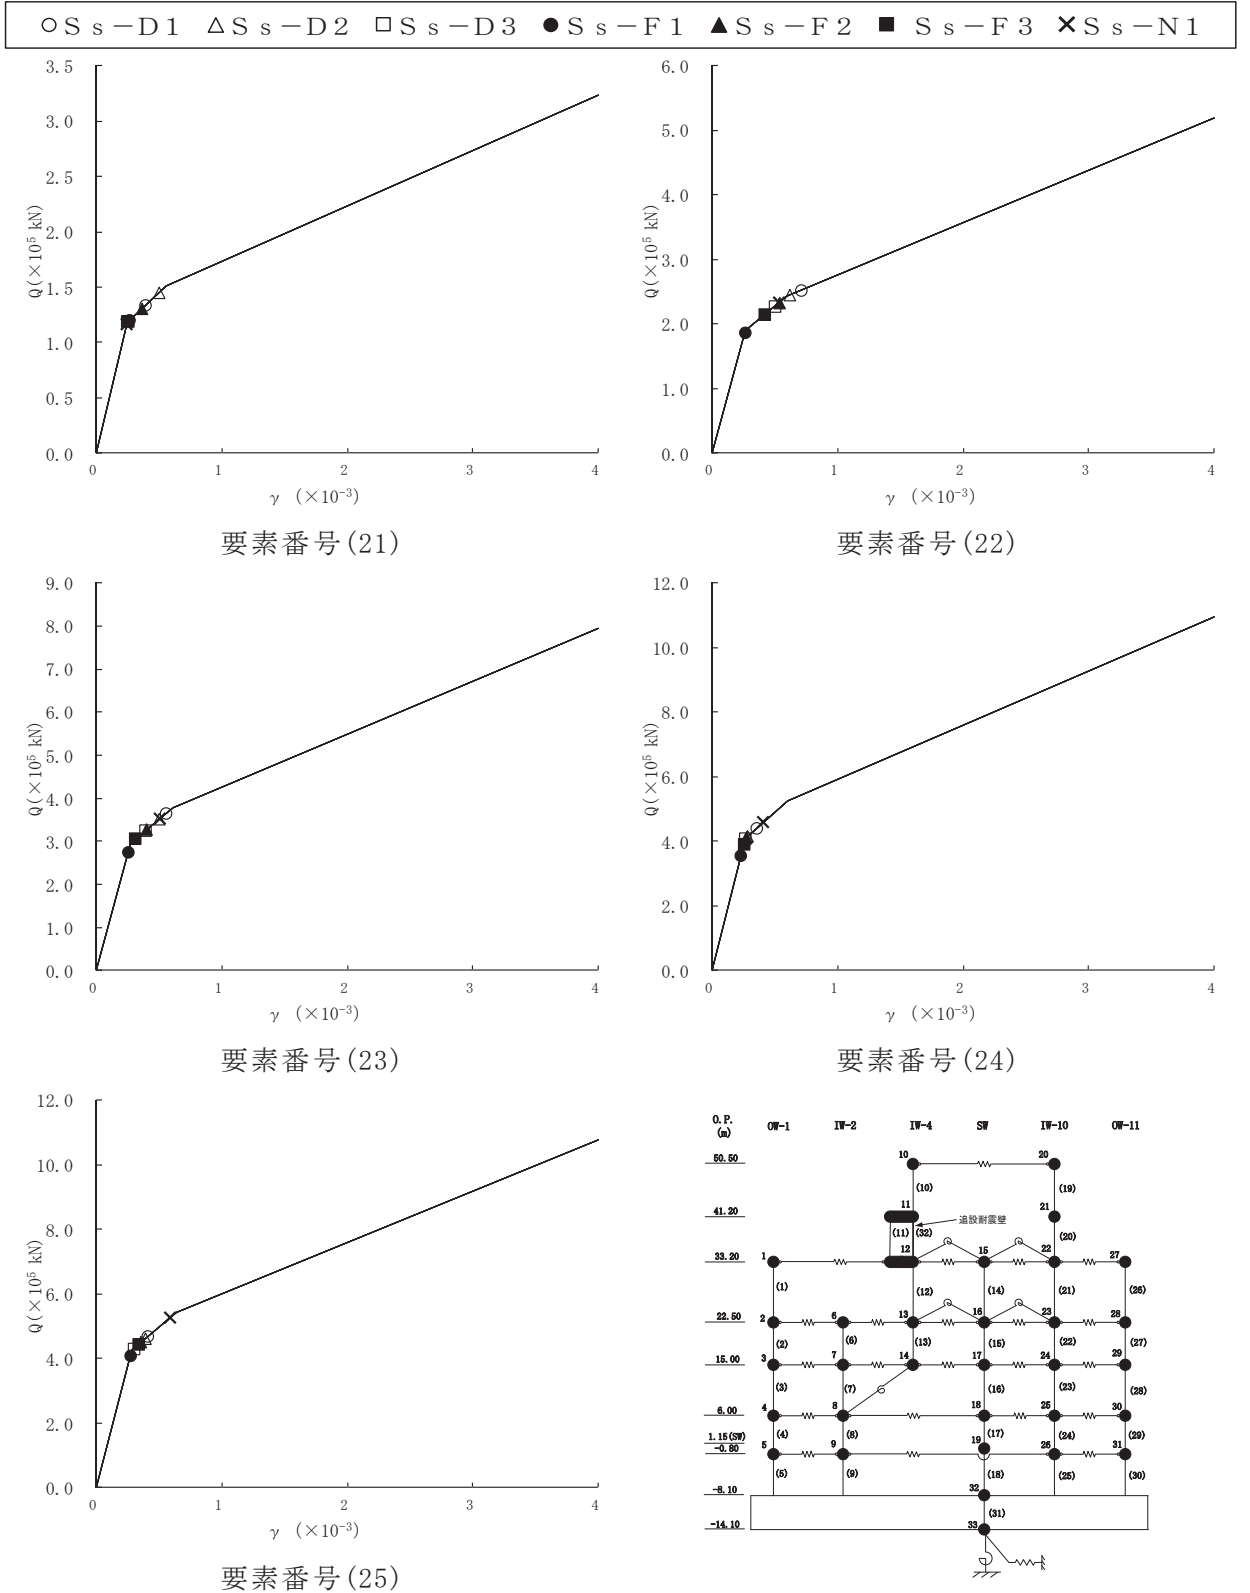 ○Ｓｓ－Ｄ１ △Ｓｓ－Ｄ２ □Ｓｓ－Ｄ３ ●Ｓｓ－Ｆ１ ▲Ｓｓ－Ｆ２ ■ Ｓｓ－Ｆ３ ×Ｓｓ－Ｎ１
3.5
3.0
2.5
2.0
1.5
1.0
0.5
0.0
Q(×10⁵ kN)
0 1 2 3 4
γ (×10⁻³)
要素番号(21)
6.0
5.0
4.0
3.0
2.0
1.0
0.0
Q(×10⁵ kN)
0 1 2 3 4
γ (×10⁻³)
要素番号(22)
9.0
8.0
7.0
6.0
5.0
4.0
3.0
2.0
1.0
0.0
Q(×10⁵ kN)
0 1 2 3 4
γ (×10⁻³)
要素番号(23)
12.0
10.0
8.0
6.0
4.0
2.0
0.0
Q(×10⁵ kN)
0 1 2 3 4
γ (×10⁻³)
要素番号(24)
12.0
10.0
8.0
6.0
4.0
2.0
0.0
Q(×10⁵ kN)
0 1 2 3 4
γ (×10⁻³)
要素番号(25)
O.P.
(m) OW-1 IW-2 IW-4 SW IW-10 OW-11
50.50 10 20
(10) (19)
41.20 11 21
追設耐震壁
(11) (32) (20)
33.20 1 12 15 22 27
(1) (12) (14) (21) (26)
22.50 2 6 13 16 23 28
(2) (6) (13) (15) (22) (27)
15.00 3 7 14 17 24 29
(3) (7) (16) (23) (28)
6.00 4 8 18 25 30
(4) (8) (17) (24) (29)
1.15(SW) 19
-0.80 5 9 26 31
(5) (9) (18) (25) (30)
-8.10 32
(31)
-14.10 33